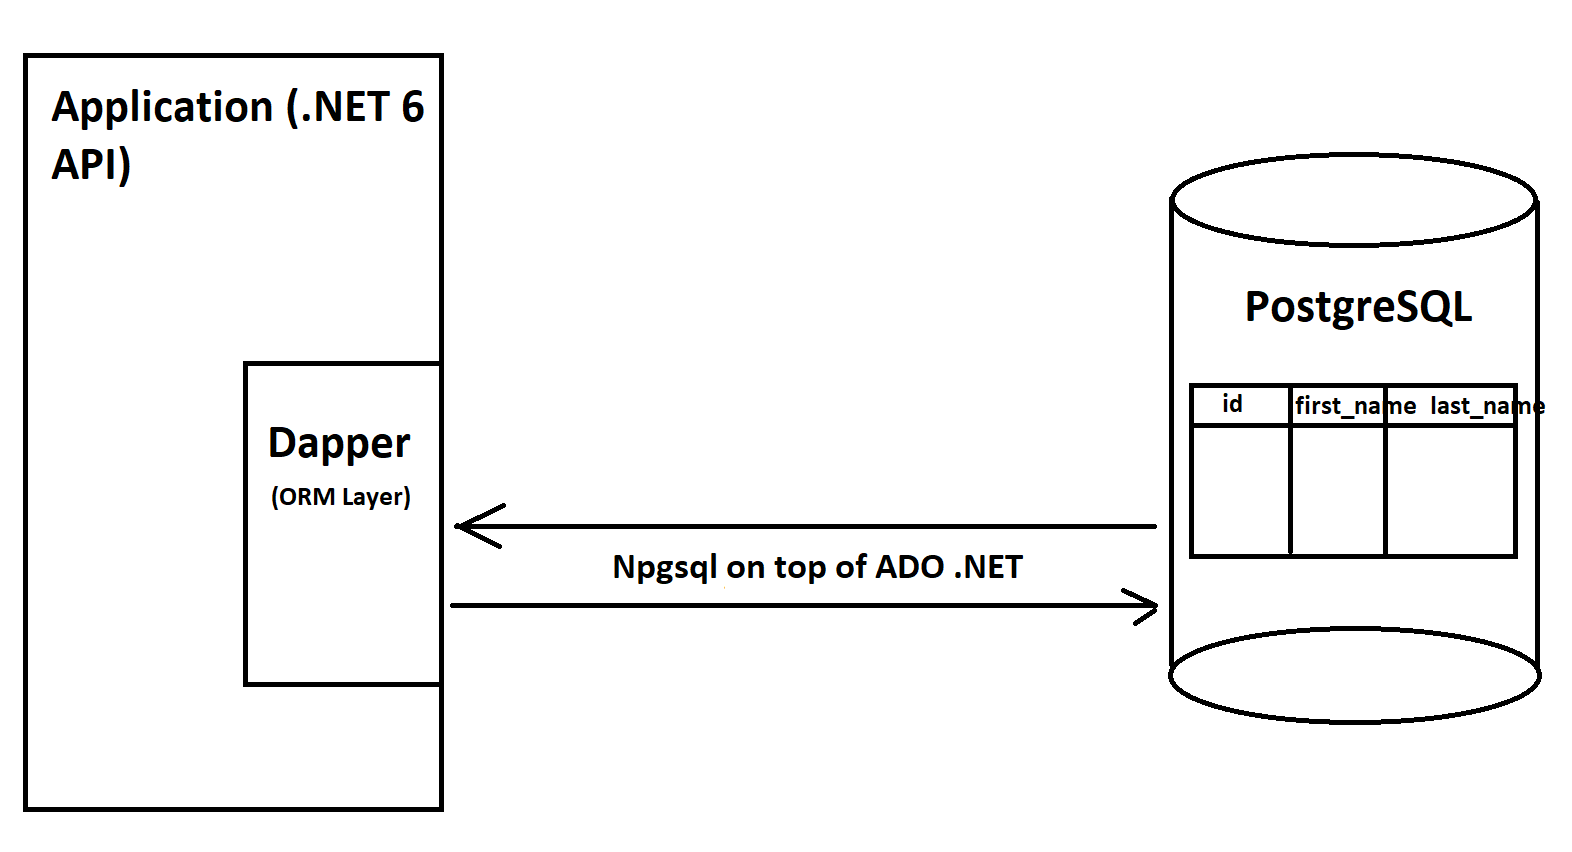 Application (.NET 6
API)
Dapper
(ORM Layer)
Npgsql on top of ADO .NET
PostgreSQL
id first_name last_name